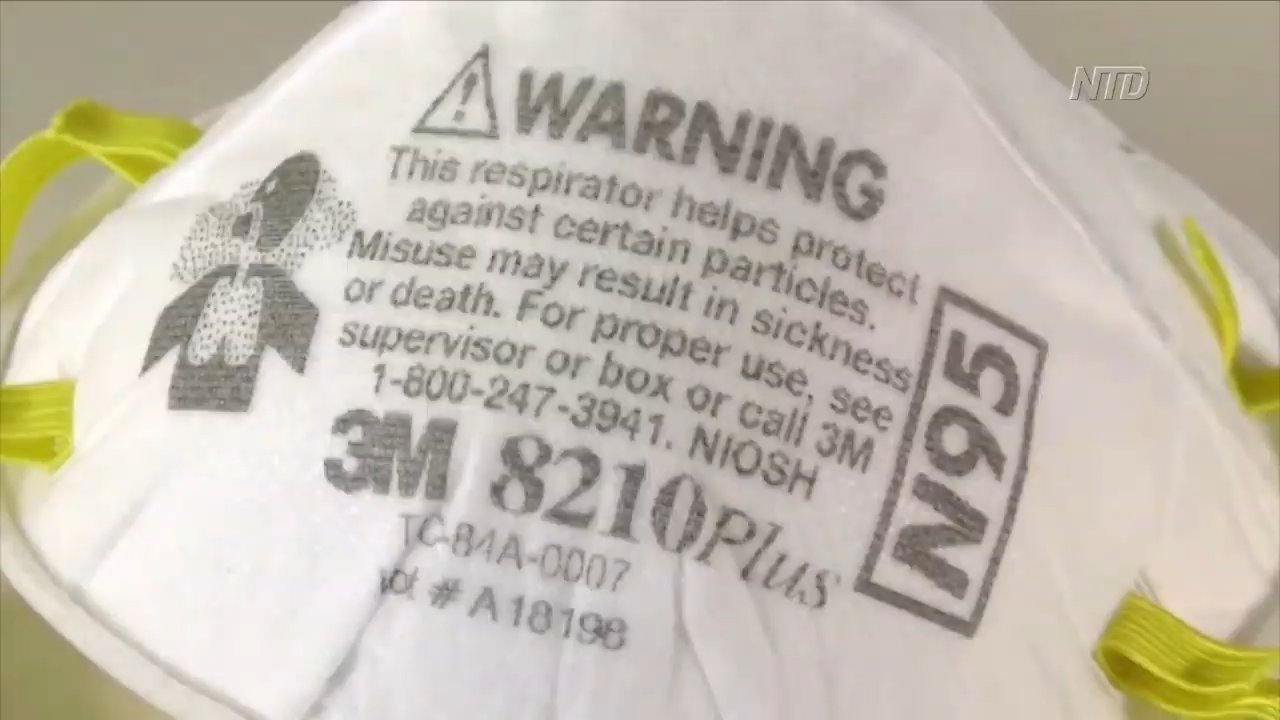 NTD
WARNING
This respirator helps protect
against certain particles.
Misuse may result in sickness
or death. For proper use, see
supervisor or box or call 3M
1-800-247-3941. NIOSH
3M 8210Plus
N95
TC-84A-0007
Lot # A18198